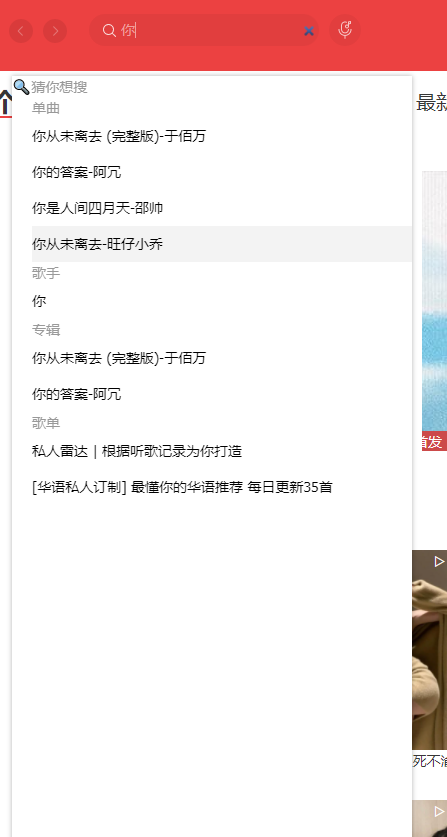 你
猜你想搜
单曲
你从未离去 (完整版)-于佰万
你的答案-阿冗
你是人间四月天-邵帅
你从未离去-旺仔小乔
歌手
你
专辑
你从未离去 (完整版)-于佰万
你的答案-阿冗
歌单
私人雷达 | 根据听歌记录为你打造
[华语私人订制] 最懂你的华语推荐 每日更新35首
个
最新
首发
死不